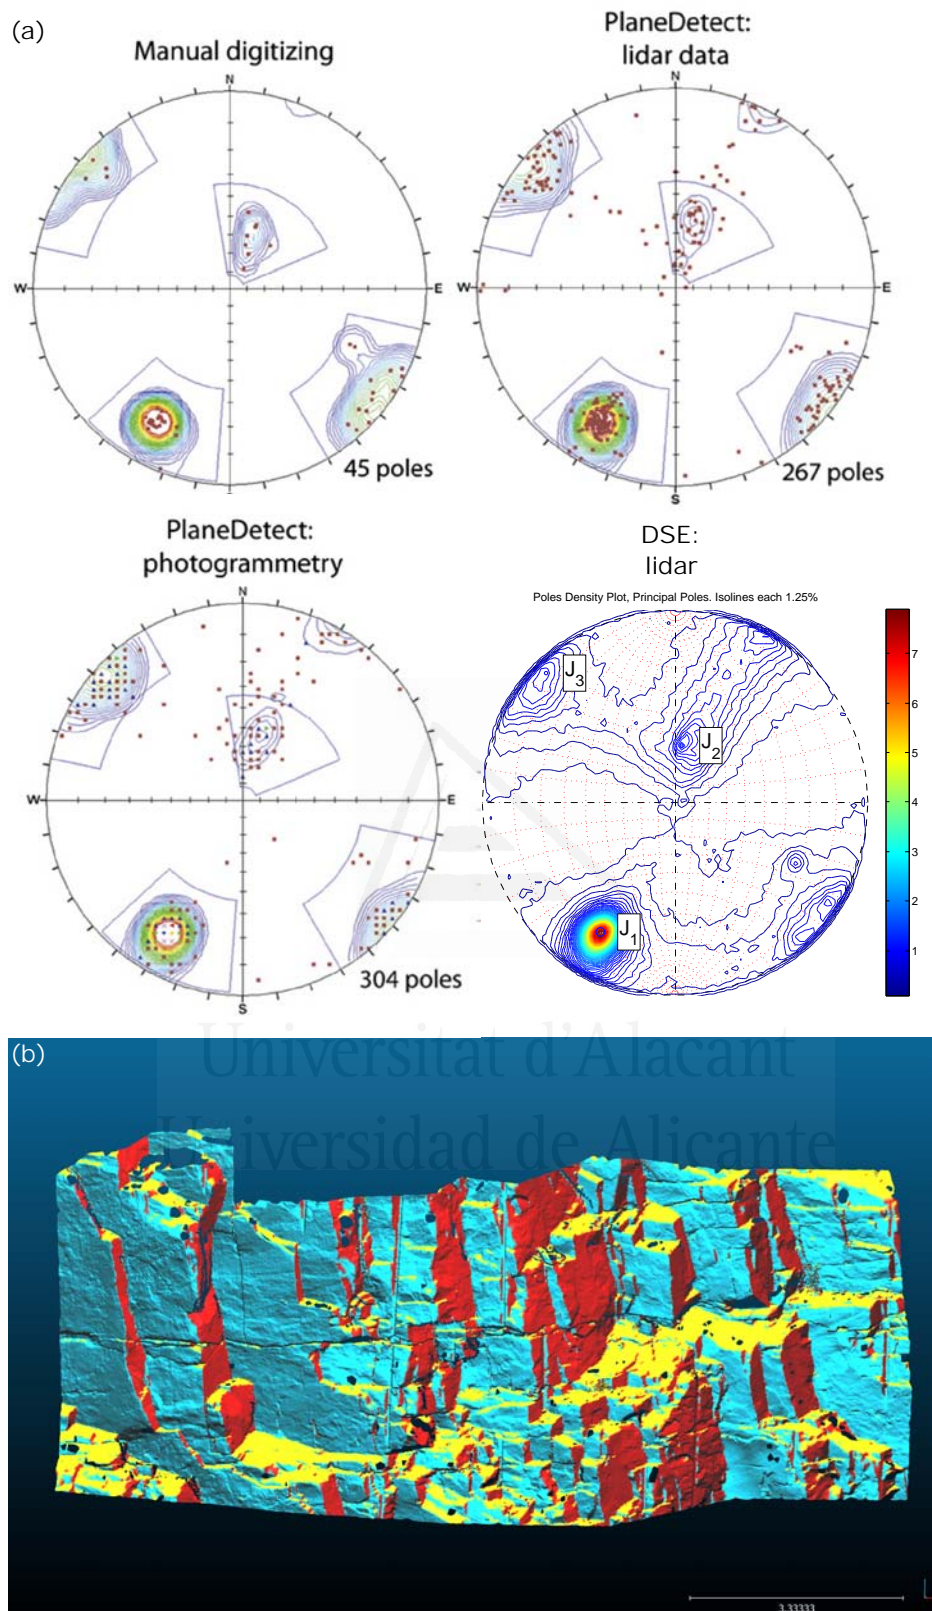 (a)
Manual digitizing
N
W
E
45 poles
PlaneDetect:
lidar data
N
W
E
S
267 poles
PlaneDetect:
photogrammetry
N
W
E
S
304 poles
DSE:
lidar
Poles Density Plot, Principal Poles. Isolines each 1.25%
J3
J2
J1
7
6
5
4
3
2
1
Universitat d'Alacant
Universidad de Alicante
(b)
3.33333